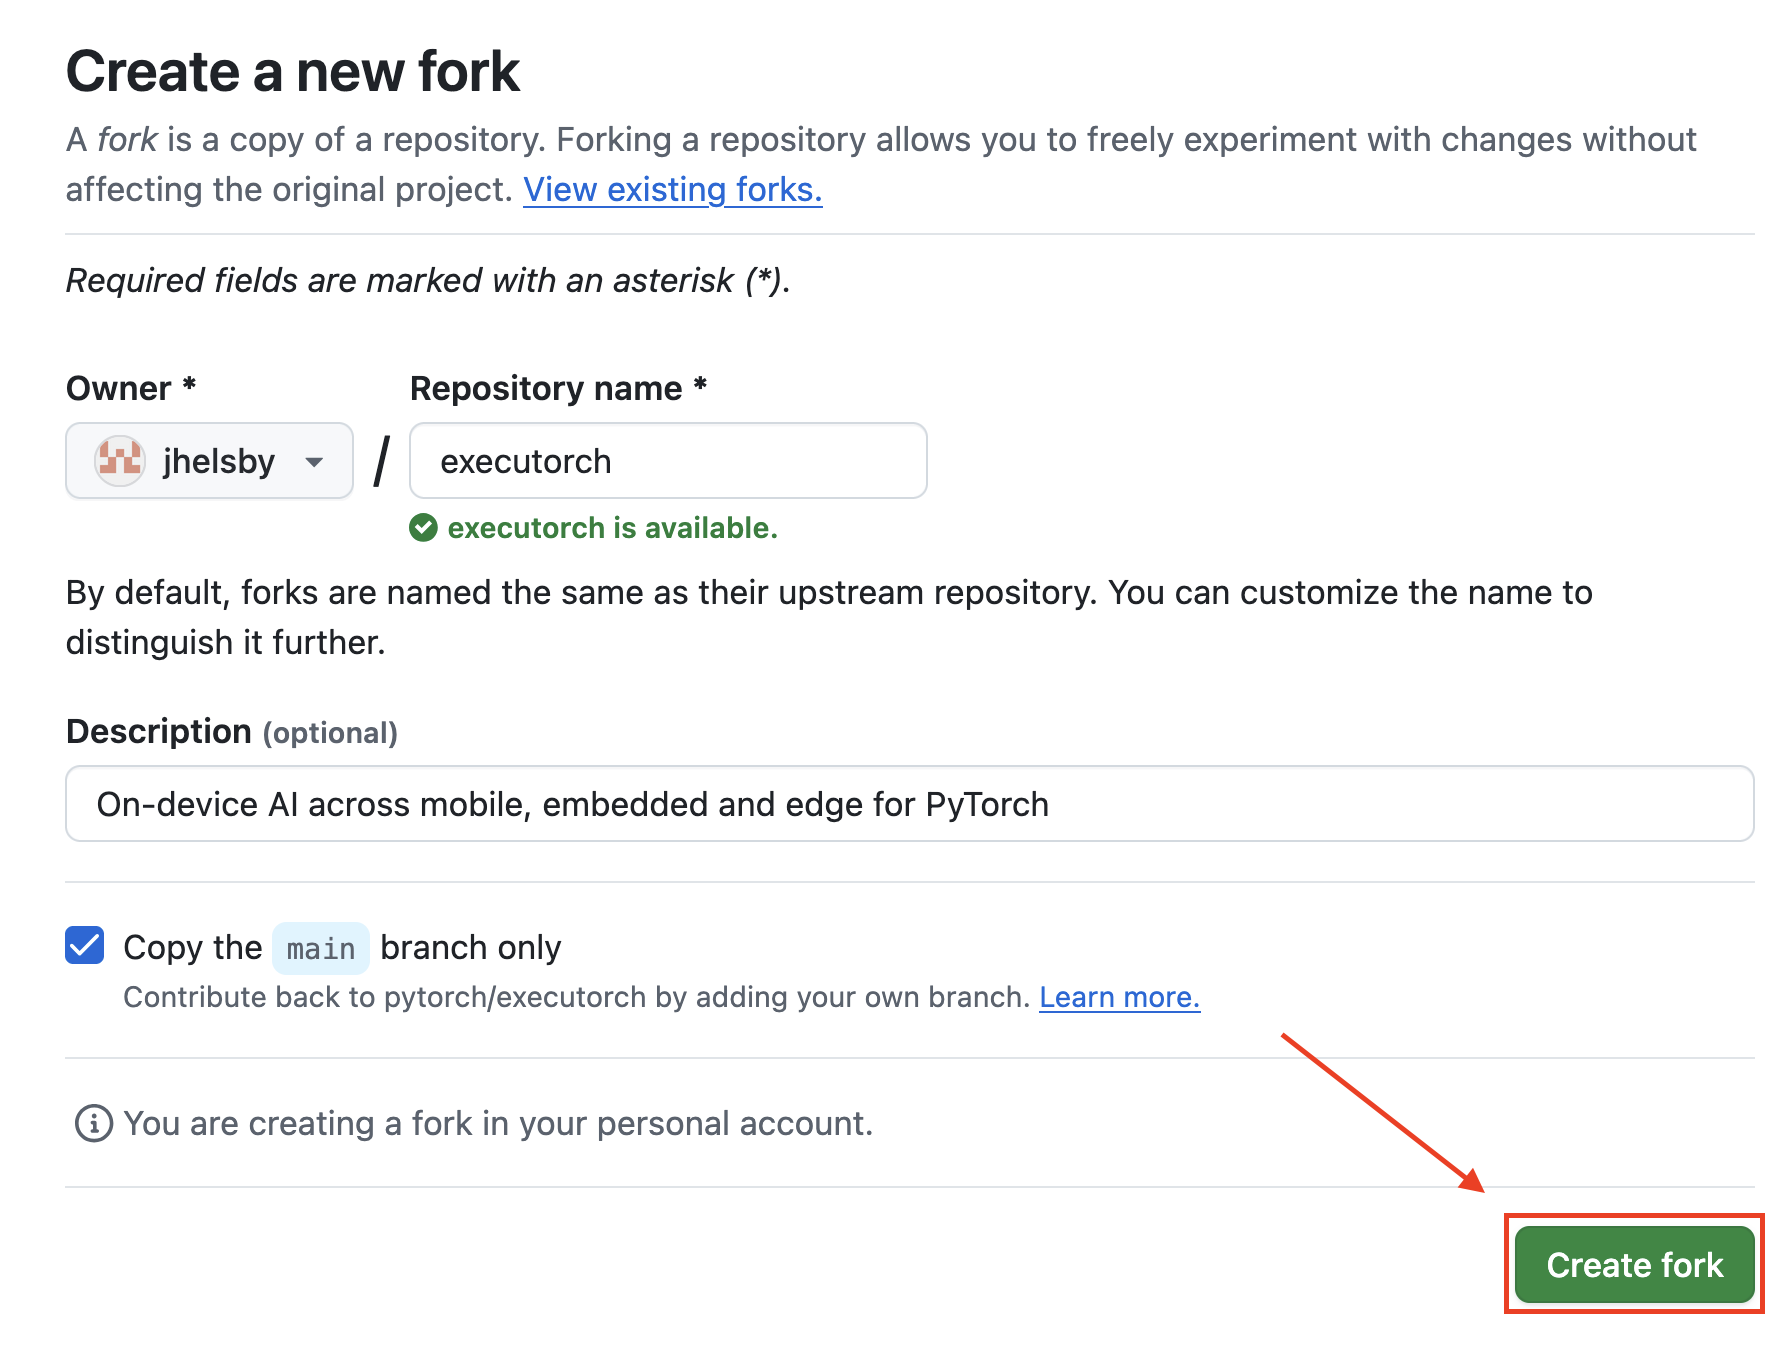 Create a new fork
A fork is a copy of a repository. Forking a repository allows you to freely experiment with changes without
affecting the original project. View existing forks.
Required fields are marked with an asterisk (*).
Owner * Repository name *
jhelsby / executorch
executorch is available.
By default, forks are named the same as their upstream repository. You can customize the name to
distinguish it further.
Description (optional)
On-device AI across mobile, embedded and edge for PyTorch
Copy the main branch only
Contribute back to pytorch/executorch by adding your own branch. Learn more.
You are creating a fork in your personal account.
Create fork